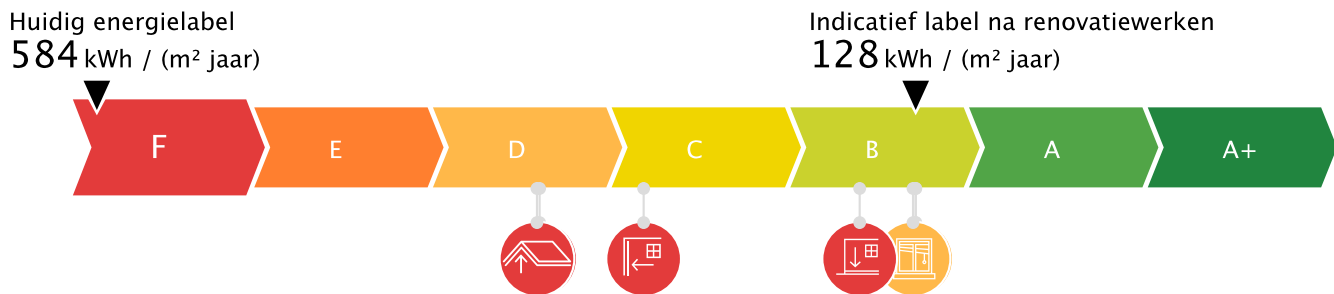 Huidig energielabel
584 kWh / (m² jaar)
Indicatief label na renovatiewerken
128 kWh / (m² jaar)
F E D C B A A+